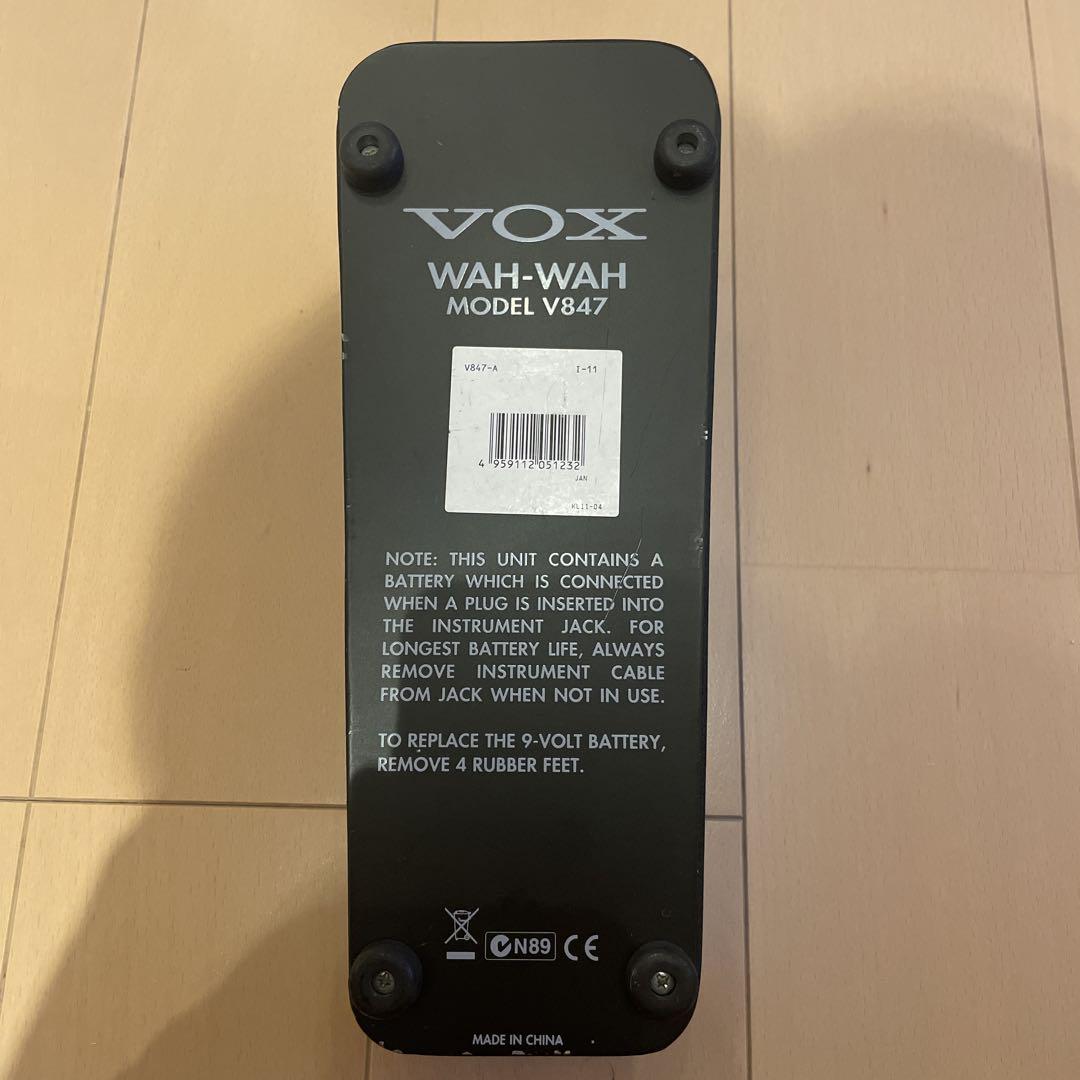 VOX
WAH-WAH
MODEL V847
V847-A I-11
4 959112 051232
JAN
KL11-04
NOTE: THIS UNIT CONTAINS A
BATTERY WHICH IS CONNECTED
WHEN A PLUG IS INSERTED INTO
THE INSTRUMENT JACK. FOR
LONGEST BATTERY LIFE, ALWAYS
REMOVE INSTRUMENT CABLE
FROM JACK WHEN NOT IN USE.
TO REPLACE THE 9-VOLT BATTERY,
REMOVE 4 RUBBER FEET.
N89 CE
MADE IN CHINA